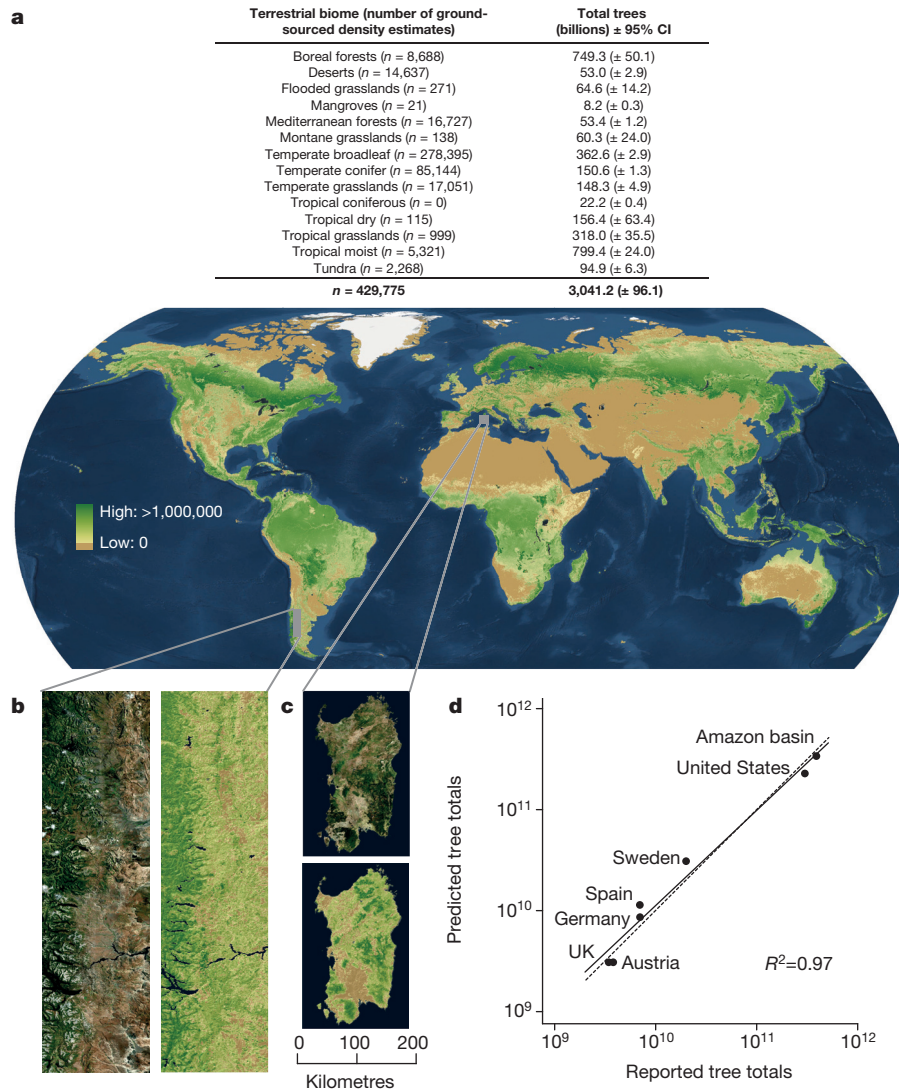 a
Terrestrial biome (number of ground-sourced density estimates) Total trees (billions) ± 95% CI
Boreal forests (n = 8,688) 749.3 (± 50.1)
Deserts (n = 14,637) 53.0 (± 2.9)
Flooded grasslands (n = 271) 64.6 (± 14.2)
Mangroves (n = 21) 8.2 (± 0.3)
Mediterranean forests (n = 16,727) 53.4 (± 1.2)
Montane grasslands (n = 138) 60.3 (± 24.0)
Temperate broadleaf (n = 278,395) 362.6 (± 2.9)
Temperate conifer (n = 85,144) 150.6 (± 1.3)
Temperate grasslands (n = 17,051) 148.3 (± 4.9)
Tropical coniferous (n = 0) 22.2 (± 0.4)
Tropical dry (n = 115) 156.4 (± 63.4)
Tropical grasslands (n = 999) 318.0 (± 35.5)
Tropical moist (n = 5,321) 799.4 (± 24.0)
Tundra (n = 2,268) 94.9 (± 6.3)
n = 429,775 3,041.2 (± 96.1)
High: >1,000,000
Low: 0
b
c
0 100 200
Kilometres
d
Predicted tree totals
10¹²
10¹¹
10¹⁰
10⁹
Amazon basin
United States
Sweden
Spain
Germany
UK
Austria
R²=0.97
10⁹ 10¹⁰ 10¹¹ 10¹²
Reported tree totals